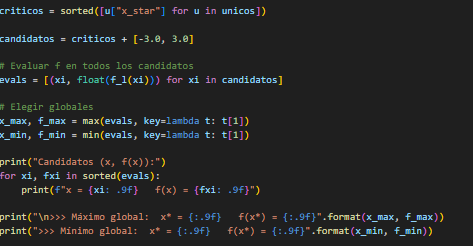 criticos = sorted([u["x_star"] for u in unicos])
candidatos = criticos + [-3.0, 3.0]
# Evaluar f en todos los candidatos
evals = [(xi, float(f_l(xi))) for xi in candidatos]
# Elegir globales
x_max, f_max = max(evals, key=lambda t: t[1])
x_min, f_min = min(evals, key=lambda t: t[1])
print("Candidatos (x, f(x)):")
for xi, fxi in sorted(evals):
print(f"x = {xi: .9f}   f(x) = {fxi: .9f}")
print("\n>>> Máximo global:  x* = {:.9f}   f(x*) = {:.9f}".format(x_max, f_max))
print(">>> Mínimo global:  x* = {:.9f}   f(x*) = {:.9f}".format(x_min, f_min))